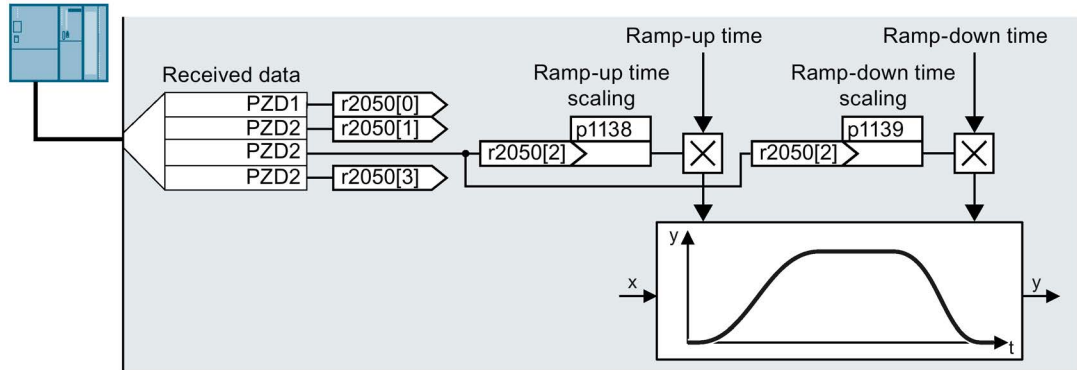 Ramp-up time
Ramp-down time
Received data
Ramp-up time
scaling
Ramp-down time
scaling
PZD1
r2050[0]
PZD2
r2050[1]
p1138
p1139
PZD2
r2050[2]
r2050[2]
PZD2
r2050[3]
y
x
y
t